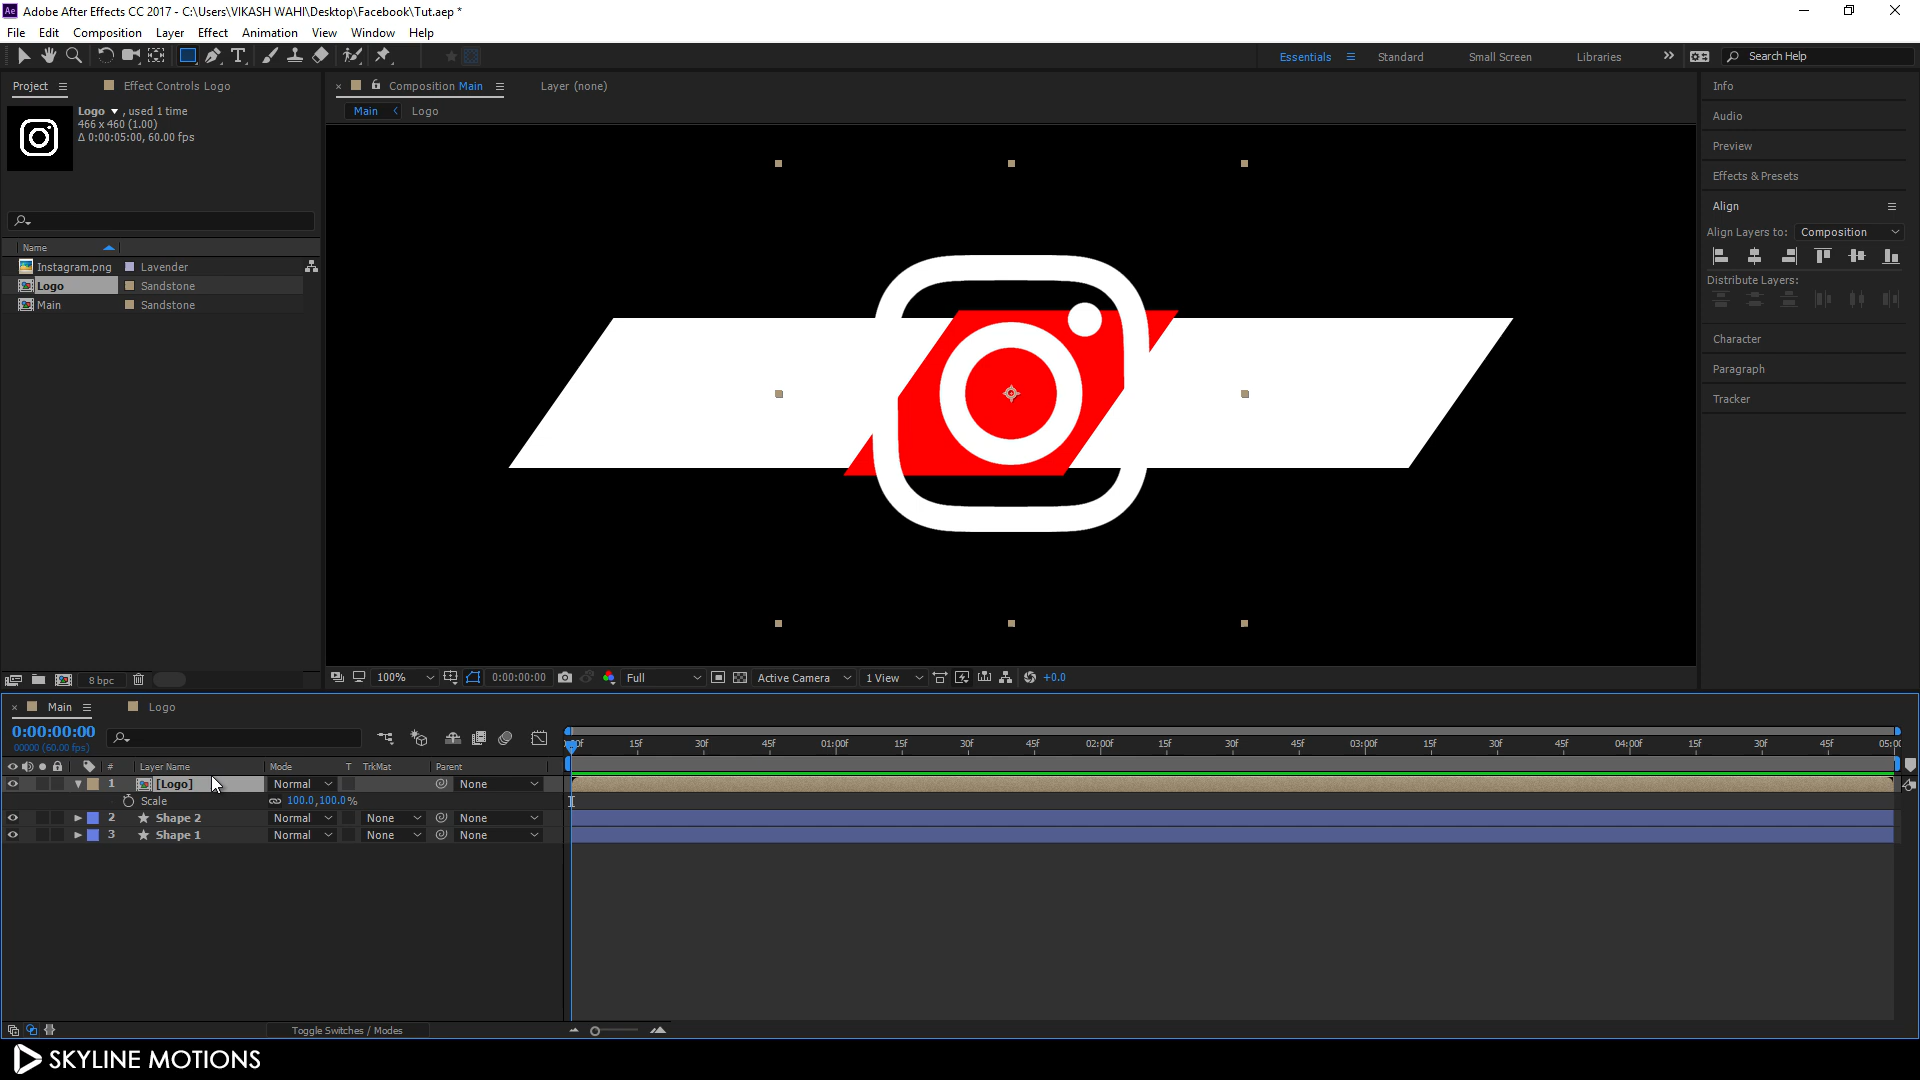 Adobe After Effects CC 2017 - C:\Users\VIKASH WAHI\Desktop\Facebook\Tut.aep *
File Edit Composition Layer Effect Animation View Window Help
Essentials Standard Small Screen Libraries Search Help
Project Effect Controls Logo
Logo , used 1 time
466 x 460 (1.00)
Δ 0:00:05:00, 60.00 fps
Name
Instagram.png Lavender
Logo Sandstone
Main Sandstone
8 bpc
Composition Main Layer (none)
Main Logo
100% 0:00:00:00 Full Active Camera 1 View +0.0
Info
Audio
Preview
Effects & Presets
Align
Align Layers to: Composition
Distribute Layers:
Character
Paragraph
Tracker
Main Logo
0:00:00:00
00000 (60.00 fps)
15f 30f 45f 01:00f 15f 30f 45f 02:00f 15f 30f 45f 03:00f 15f 30f 45f 04:00f 15f 30f 45f
# Layer Name Mode T TrkMat Parent
1 [Logo] Normal None
Scale 100.0,100.0%
2 Shape 2 Normal None None
3 Shape 1 Normal None None
Toggle Switches / Modes
SKYLINE MOTIONS